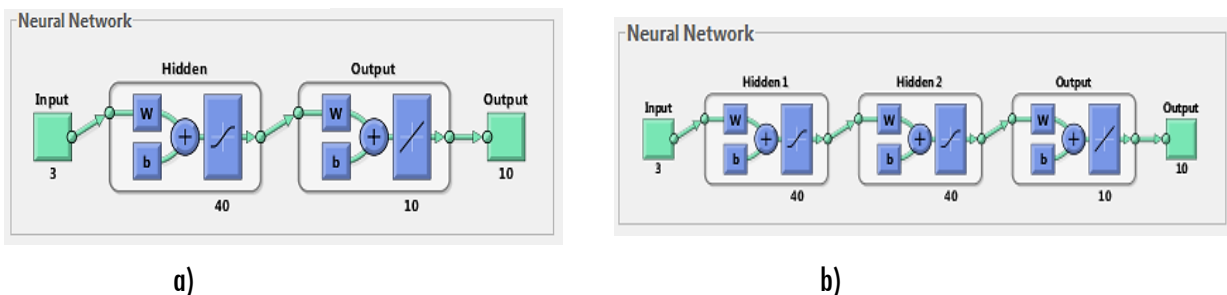 Neural Network
Hidden Output
Input Output
W W
b b
3 10
40 10
a)
Neural Network
Hidden 1 Hidden 2 Output
Input Output
W W W
b b b
3 10
40 40 10
b)